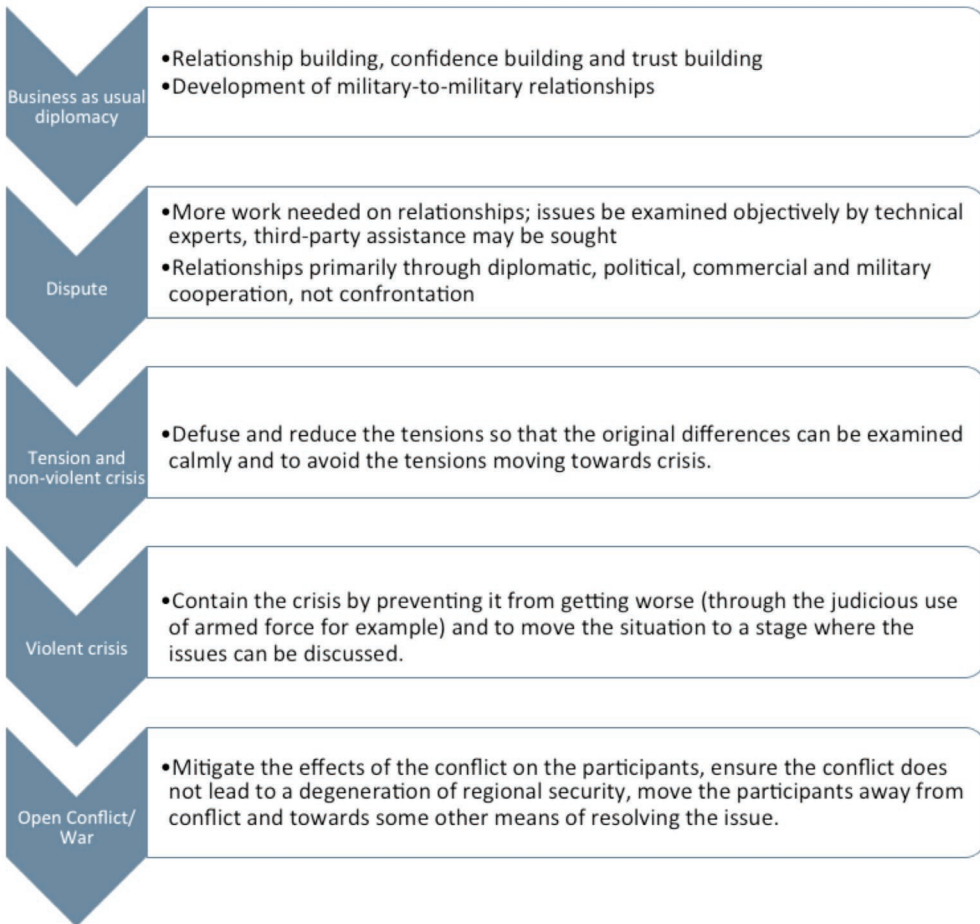 •Relationship building, confidence building and trust building
•Development of military-to-military relationships
Business as usual
diplomacy
•More work needed on relationships; issues be examined objectively by technical
experts, third-party assistance may be sought
•Relationships primarily through diplomatic, political, commercial and military
cooperation, not confrontation
Dispute
•Defuse and reduce the tensions so that the original differences can be examined
calmly and to avoid the tensions moving towards crisis.
Tension and
non-violent crisis
•Contain the crisis by preventing it from getting worse (through the judicious use
of armed force for example) and to move the situation to a stage where the
issues can be discussed.
Violent crisis
•Mitigate the effects of the conflict on the participants, ensure the conflict does
not lead to a degeneration of regional security, move the participants away from
conflict and towards some other means of resolving the issue.
Open Conflict/
War